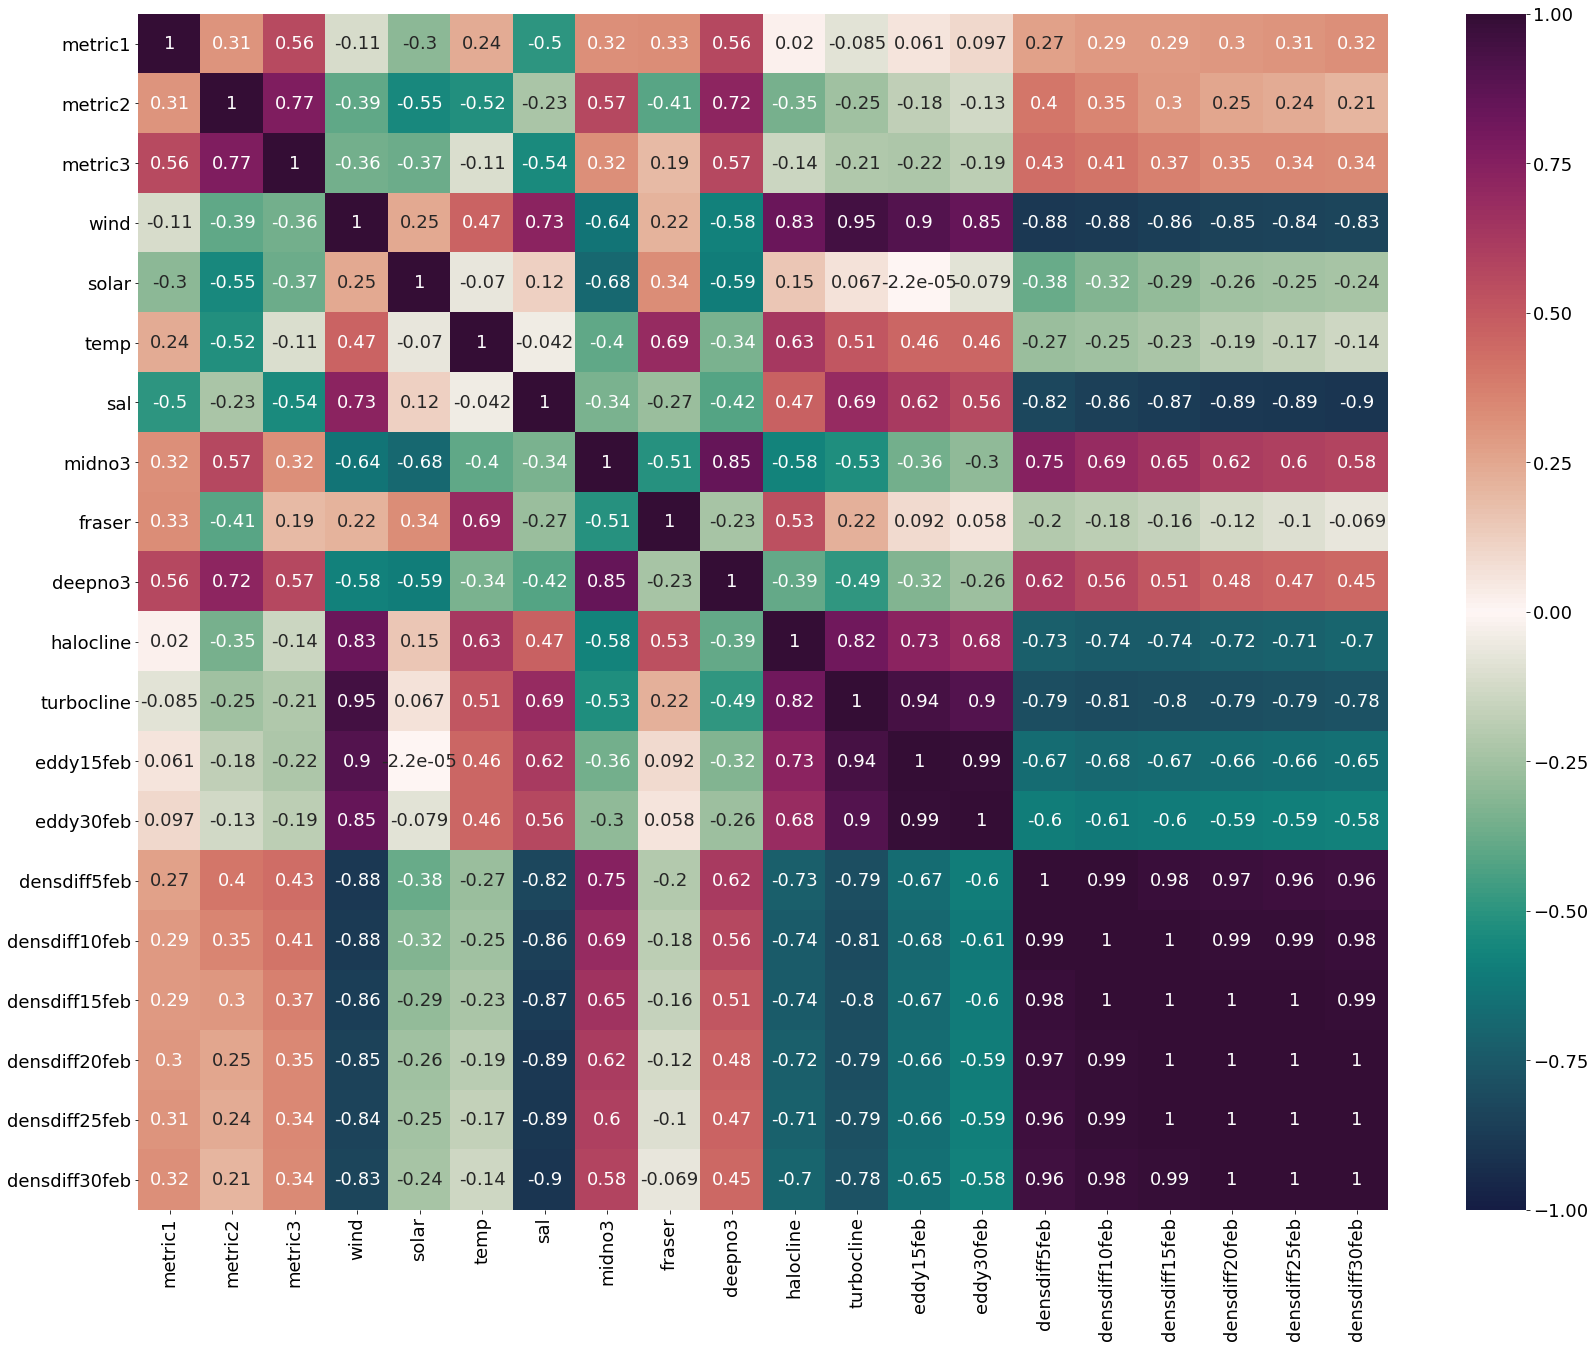 metric1 1 0.31 0.56 -0.11 -0.3 0.24 -0.5 0.32 0.33 0.56 0.02 -0.085 0.061 0.097 0.27 0.29 0.29 0.3 0.31 0.32
metric2 0.31 1 0.77 -0.39 -0.55 -0.52 -0.23 0.57 -0.41 0.72 -0.35 -0.25 -0.18 -0.13 0.4 0.35 0.3 0.25 0.24 0.21
metric3 0.56 0.77 1 -0.36 -0.37 -0.11 -0.54 0.32 0.19 0.57 -0.14 -0.21 -0.22 -0.19 0.43 0.41 0.37 0.35 0.34 0.34
wind -0.11 -0.39 -0.36 1 0.25 0.47 0.73 -0.64 0.22 -0.58 0.83 0.95 0.9 0.85 -0.88 -0.88 -0.86 -0.85 -0.84 -0.83
solar -0.3 -0.55 -0.37 0.25 1 -0.07 0.12 -0.68 0.34 -0.59 0.15 0.067 -2.2e-05 -0.079 -0.38 -0.32 -0.29 -0.26 -0.25 -0.24
temp 0.24 -0.52 -0.11 0.47 -0.07 1 -0.042 -0.4 0.69 -0.34 0.63 0.51 0.46 0.46 -0.27 -0.25 -0.23 -0.19 -0.17 -0.14
sal -0.5 -0.23 -0.54 0.73 0.12 -0.042 1 -0.34 -0.27 -0.42 0.47 0.69 0.62 0.56 -0.82 -0.86 -0.87 -0.89 -0.89 -0.9
midno3 0.32 0.57 0.32 -0.64 -0.68 -0.4 -0.34 1 -0.51 0.85 -0.58 -0.53 -0.36 -0.3 0.75 0.69 0.65 0.62 0.6 0.58
fraser 0.33 -0.41 0.19 0.22 0.34 0.69 -0.27 -0.51 1 -0.23 0.53 0.22 0.092 0.058 -0.2 -0.18 -0.16 -0.12 -0.1 -0.069
deepno3 0.56 0.72 0.57 -0.58 -0.59 -0.34 -0.42 0.85 -0.23 1 -0.39 -0.49 -0.32 -0.26 0.62 0.56 0.51 0.48 0.47 0.45
halocline 0.02 -0.35 -0.14 0.83 0.15 0.63 0.47 -0.58 0.53 -0.39 1 0.82 0.73 0.68 -0.73 -0.74 -0.74 -0.72 -0.71 -0.7
turbocline -0.085 -0.25 -0.21 0.95 0.067 0.51 0.69 -0.53 0.22 -0.49 0.82 1 0.94 0.9 -0.79 -0.81 -0.8 -0.79 -0.79 -0.78
eddy15feb 0.061 -0.18 -0.22 0.9 2.2e-05 0.46 0.62 -0.36 0.092 -0.32 0.73 0.94 1 0.99 -0.67 -0.68 -0.67 -0.66 -0.66 -0.65
eddy30feb 0.097 -0.13 -0.19 0.85 -0.079 0.46 0.56 -0.3 0.058 -0.26 0.68 0.9 0.99 1 -0.6 -0.61 -0.6 -0.59 -0.59 -0.58
densdiff5feb 0.27 0.4 0.43 -0.88 -0.38 -0.27 -0.82 0.75 -0.2 0.62 -0.73 -0.79 -0.67 -0.6 1 0.99 0.98 0.97 0.96 0.96
densdiff10feb 0.29 0.35 0.41 -0.88 -0.32 -0.25 -0.86 0.69 -0.18 0.56 -0.74 -0.81 -0.68 -0.61 0.99 1 1 0.99 0.99 0.98
densdiff15feb 0.29 0.3 0.37 -0.86 -0.29 -0.23 -0.87 0.65 -0.16 0.51 -0.74 -0.8 -0.67 -0.6 0.98 1 1 1 1 0.99
densdiff20feb 0.3 0.25 0.35 -0.85 -0.26 -0.19 -0.89 0.62 -0.12 0.48 -0.72 -0.79 -0.66 -0.59 0.97 0.99 1 1 1 1
densdiff25feb 0.31 0.24 0.34 -0.84 -0.25 -0.17 -0.89 0.6 -0.1 0.47 -0.71 -0.79 -0.66 -0.59 0.96 0.99 1 1 1 1
densdiff30feb 0.32 0.21 0.34 -0.83 -0.24 -0.14 -0.9 0.58 -0.069 0.45 -0.7 -0.78 -0.65 -0.58 0.96 0.98 0.99 1 1 1
metric1 metric2 metric3 wind solar temp sal midno3 fraser deepno3 halocline turbocline eddy15feb eddy30feb densdiff5feb densdiff10feb densdiff15feb densdiff20feb densdiff25feb densdiff30feb
1.00
0.75
0.50
0.25
0.00
−0.25
−0.50
−0.75
−1.00